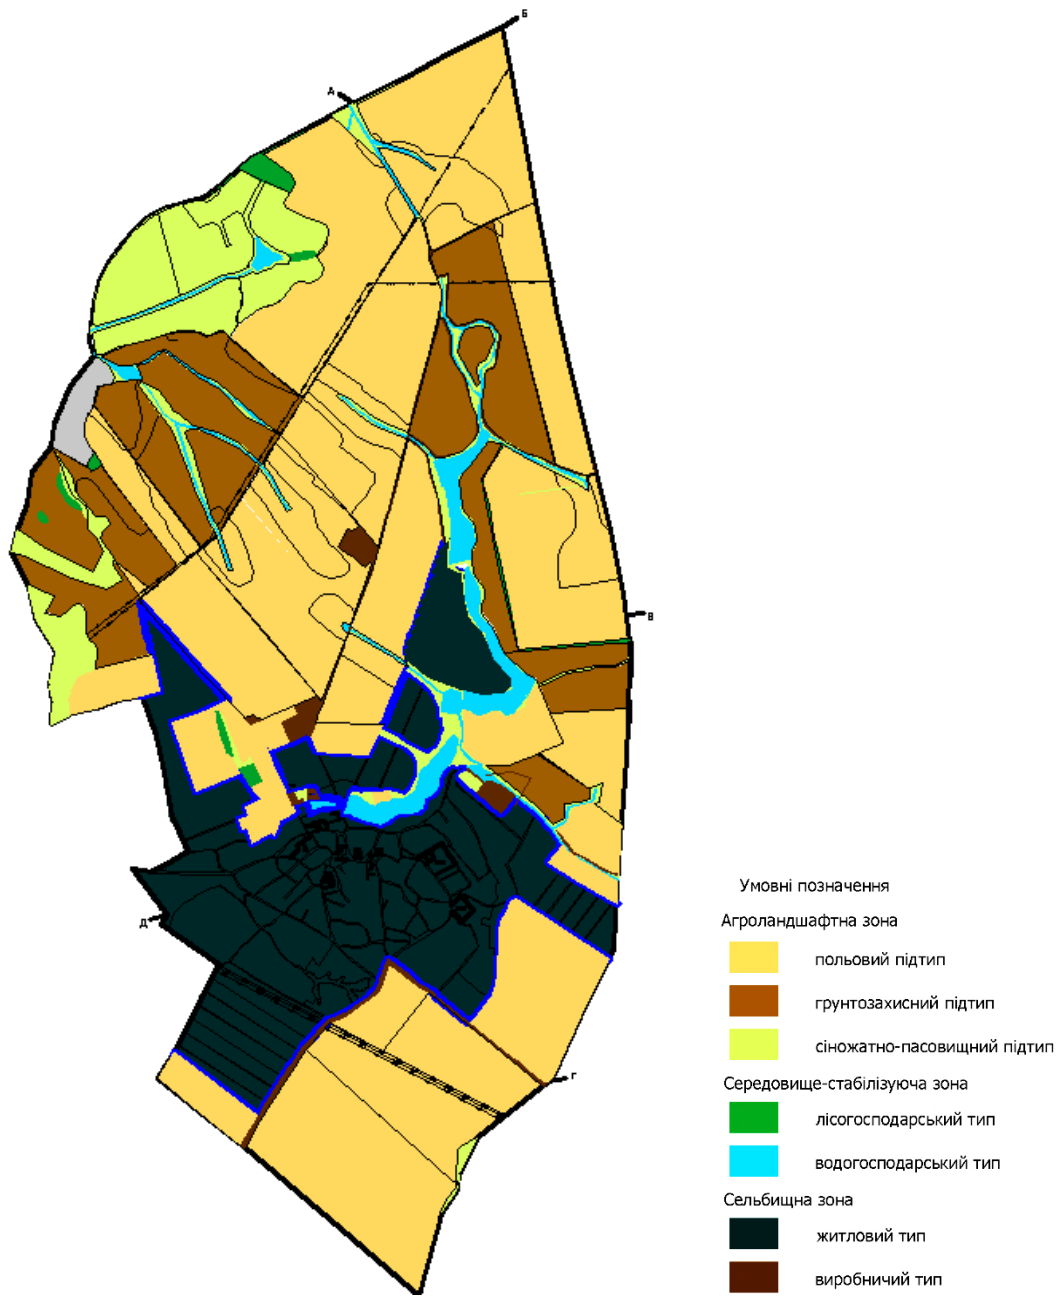 Б
А
В
Д
Г
Умовні позначення
Агроландшафтна зона
польовий підтип
грунтозахисний підтип
сіножатно-пасовищний підтип
Середовище-стабілізуюча зона
лісогосподарський тип
водогосподарський тип
Сельбищна зона
житловий тип
виробничий тип